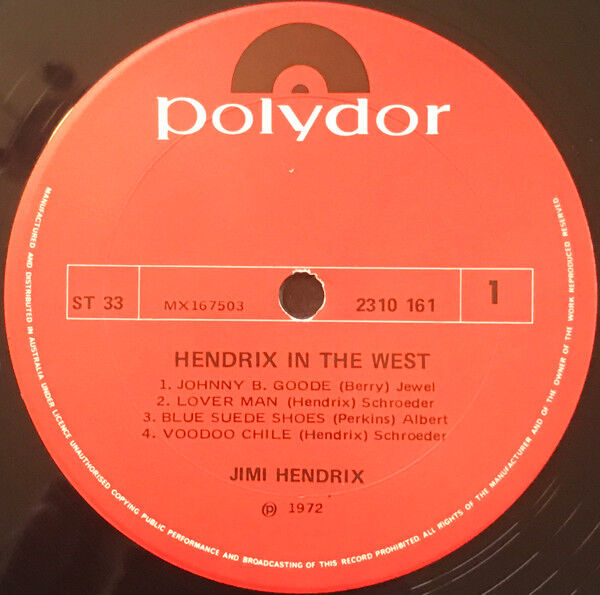 polydor
ST 33 MX167503 2310 161 1
HENDRIX IN THE WEST
1. JOHNNY B. GOODE (Berry) Jewel
2. LOVER MAN (Hendrix) Schroeder
3. BLUE SUEDE SHOES (Perkins) Albert
4. VOODOO CHILE (Hendrix) Schroeder
JIMI HENDRIX
℗ 1972
MANUFACTURED AND DISTRIBUTED IN AUSTRALIA UNDER LICENCE UNAUTHORISED COPYING PUBLIC PERFORMANCE AND BROADCASTING OF THIS RECORD PROHIBITED. ALL RIGHTS OF THE MANUFACTURER AND OF THE OWNER OF THE WORK REPRODUCED RESERVED.